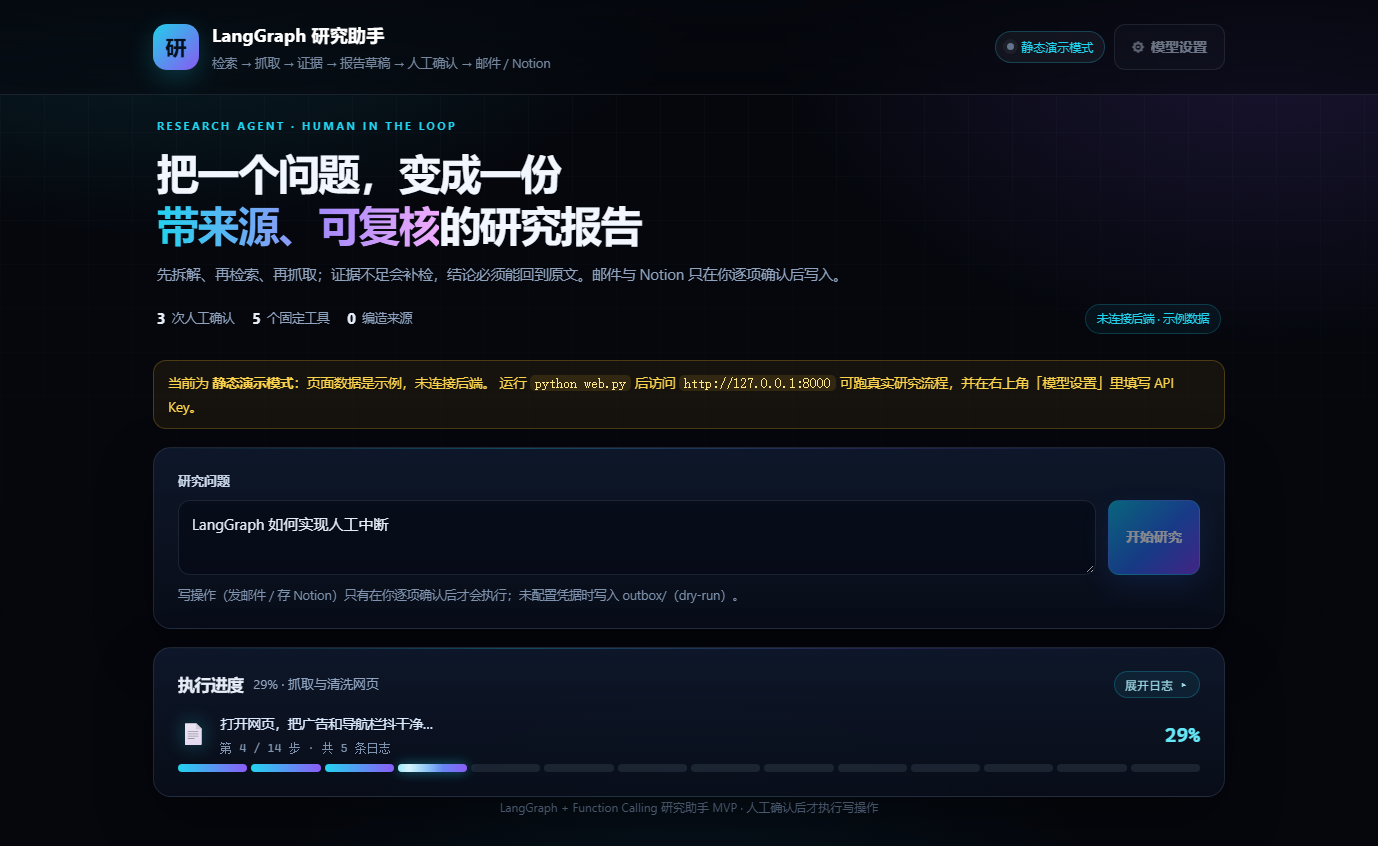 研
LangGraph 研究助手
检索 → 抓取 → 证据 → 报告草稿 → 人工确认 → 邮件 / Notion
静态演示模式
⚙ 模型设置
RESEARCH AGENT · HUMAN IN THE LOOP
把一个问题，变成一份
带来源、可复核的研究报告
先拆解、再检索、再抓取；证据不足会补检，结论必须能回到原文。邮件与 Notion 只在你逐项确认后写入。
3 次人工确认 5 个固定工具 0 编造来源
未连接后端 · 示例数据
当前为 静态演示模式：页面数据是示例，未连接后端。 运行 python web.py 后访问 http://127.0.0.1:8000 可跑真实研究流程，并在右上角「模型设置」里填写 API
Key。
研究问题
LangGraph 如何实现人工中断
开始研究
写操作（发邮件 / 存 Notion）只有在你逐项确认后才会执行；未配置凭据时写入 outbox/（dry-run）。
执行进度 29% · 抓取与清洗网页
展开日志 ▸
打开网页，把广告和导航栏抖干净…
第 4 / 14 步 · 共 5 条日志
29%
LangGraph + Function Calling 研究助手 MVP · 人工确认后才执行写操作